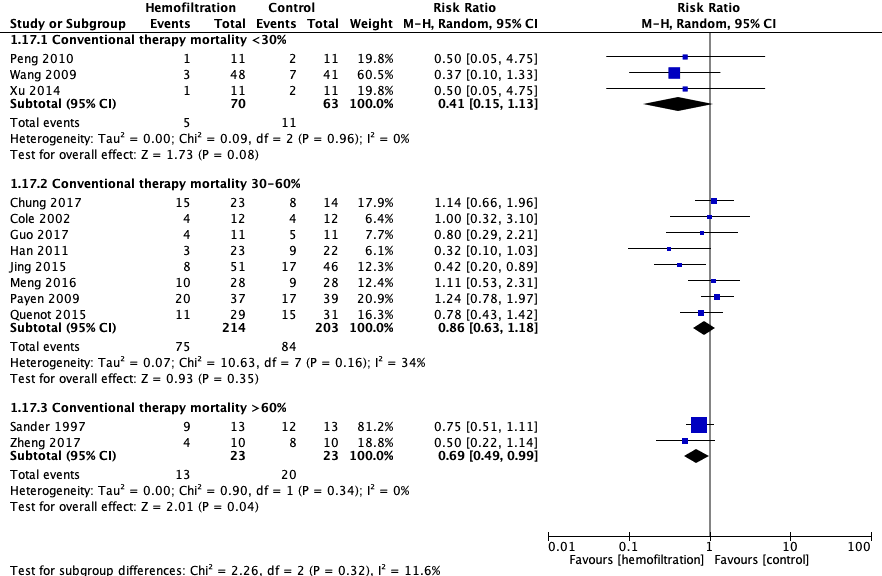 Hemofiltration Control Risk Ratio Risk Ratio
Study or Subgroup Events Total Events Total Weight M-H, Random, 95% CI M-H, Random, 95% CI
1.17.1 Conventional therapy mortality <30%
Peng 2010 1 11 2 11 19.8% 0.50 [0.05, 4.75]
Wang 2009 3 48 7 41 60.5% 0.37 [0.10, 1.33]
Xu 2014 1 11 2 11 19.8% 0.50 [0.05, 4.75]
Subtotal (95% CI) 70 63 100.0% 0.41 [0.15, 1.13]
Total events 5 11
Heterogeneity: Tau² = 0.00; Chi² = 0.09, df = 2 (P = 0.96); I² = 0%
Test for overall effect: Z = 1.73 (P = 0.08)
1.17.2 Conventional therapy mortality 30-60%
Chung 2017 15 23 8 14 17.9% 1.14 [0.66, 1.96]
Cole 2002 4 12 4 12 6.4% 1.00 [0.32, 3.10]
Guo 2017 4 11 5 11 7.7% 0.80 [0.29, 2.21]
Han 2011 3 23 9 22 6.1% 0.32 [0.10, 1.03]
Jing 2015 8 51 17 46 12.3% 0.42 [0.20, 0.89]
Meng 2016 10 28 9 28 12.4% 1.11 [0.53, 2.31]
Payen 2009 20 37 17 39 20.9% 1.24 [0.78, 1.97]
Quenot 2015 11 29 15 31 16.3% 0.78 [0.43, 1.42]
Subtotal (95% CI) 214 203 100.0% 0.86 [0.63, 1.18]
Total events 75 84
Heterogeneity: Tau² = 0.07; Chi² = 10.63, df = 7 (P = 0.16); I² = 34%
Test for overall effect: Z = 0.93 (P = 0.35)
1.17.3 Conventional therapy mortality >60%
Sander 1997 9 13 12 13 81.2% 0.75 [0.51, 1.11]
Zheng 2017 4 10 8 10 18.8% 0.50 [0.22, 1.14]
Subtotal (95% CI) 23 23 100.0% 0.69 [0.49, 0.99]
Total events 13 20
Heterogeneity: Tau² = 0.00; Chi² = 0.90, df = 1 (P = 0.34); I² = 0%
Test for overall effect: Z = 2.01 (P = 0.04)
0.01 0.1 1 10 100
Favours [hemofiltration] Favours [control]
Test for subgroup differences: Chi² = 2.26, df = 2 (P = 0.32), I² = 11.6%